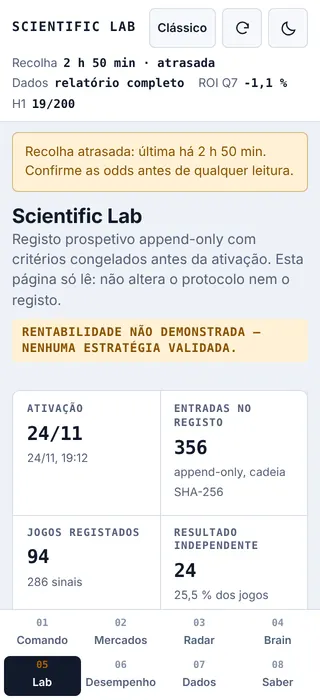 SCIENTIFIC LAB Clássico
Recolha 2 h 50 min · atrasada
Dados relatório completo ROI Q7 -1,1 %
H1 19/200
Recolha atrasada: última há 2 h 50 min.
Confirme as odds antes de qualquer leitura.
Scientific Lab
Registo prospetivo append-only com
critérios congelados antes da ativação. Esta
página só lê: não altera o protocolo nem o
registo.
RENTABILIDADE NÃO DEMONSTRADA —
NENHUMA ESTRATÉGIA VALIDADA.
ATIVAÇÃO
24/11
24/11, 19:12
ENTRADAS NO
REGISTO
356
append-only, cadeia
SHA-256
JOGOS REGISTADOS
94
286 sinais
RESULTADO
INDEPENDENTE
24
25,5 % dos jogos
01 02 03 04
Comando Mercados Radar Brain
05 06 07 08
Lab Desempenho Dados Saber